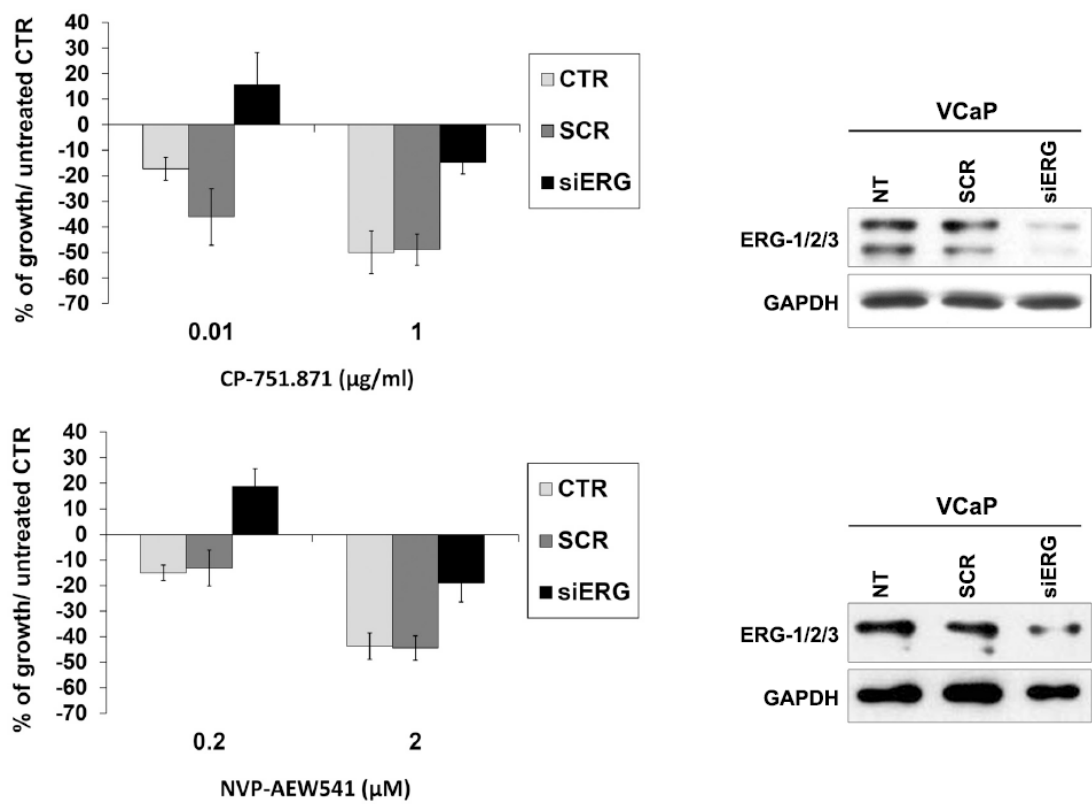 % of growth/ untreated CTR
40
30
20
10
0
-10
-20
-30
-40
-50
-60
-70
0.01 1
CP-751.871 (µg/ml)
CTR
SCR
siERG
VCaP
NT SCR siERG
ERG-1/2/3
GAPDH
% of growth/ untreated CTR
40
30
20
10
0
-10
-20
-30
-40
-50
-60
-70
0.2 2
NVP-AEW541 (µM)
CTR
SCR
siERG
VCaP
NT SCR siERG
ERG-1/2/3
GAPDH